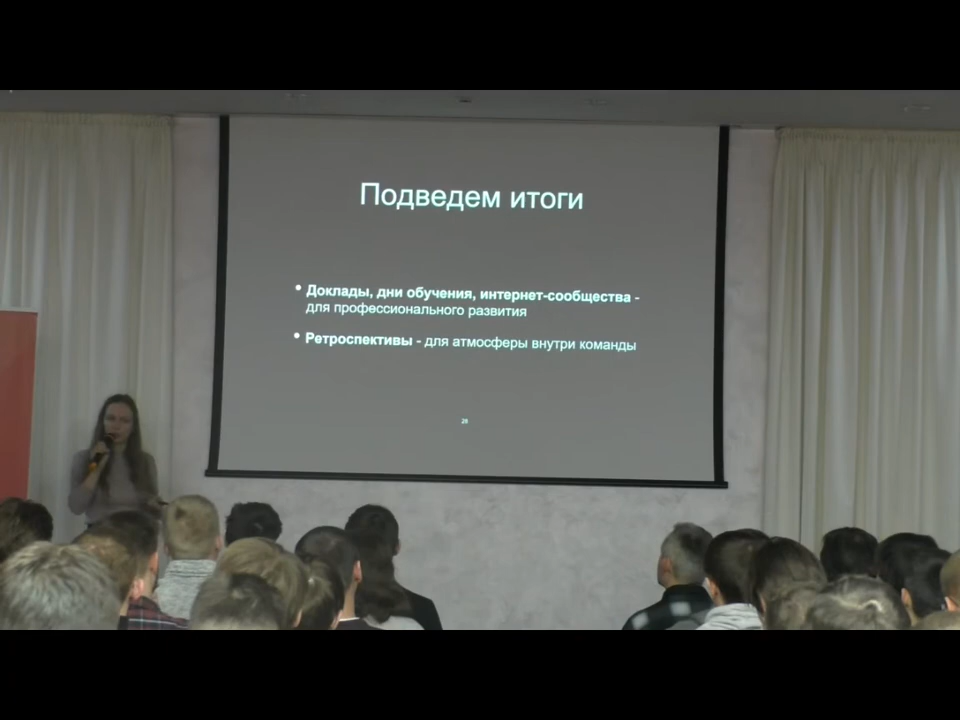 Подведем итоги
• Доклады, дни обучения, интернет-сообщества -
для профессионального развития
• Ретроспективы - для атмосферы внутри команды